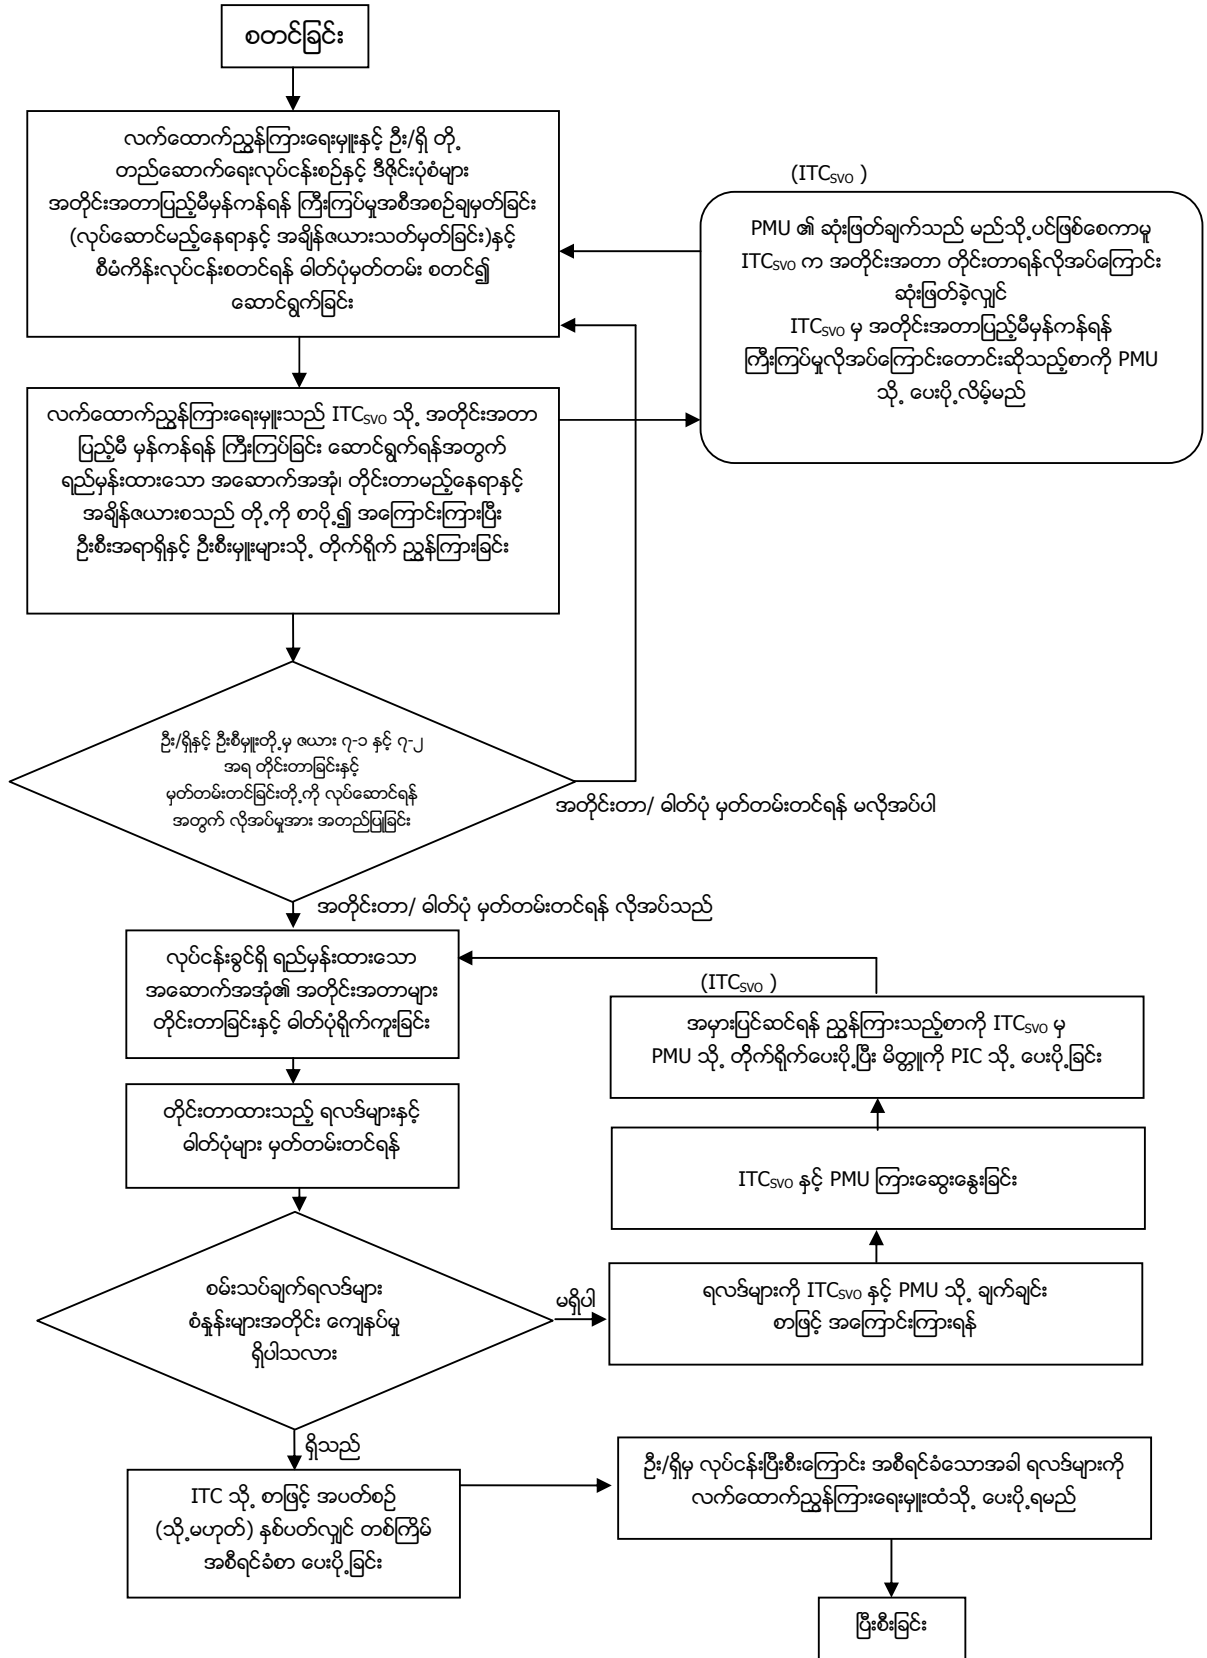 စတင်ခြင်း
လက်ထောက်ညွှန်ကြားရေးမှူးနှင့် ဦး/ရှိ တို့
တည်ဆောက်ရေးလုပ်ငန်းစဉ်နှင့် ဒီဇိုင်းပုံစံများ
အတိုင်းအတာပြည့်မီမှန်ကန်ရန် ကြီးကြပ်မှုအစီအစဉ်ချမှတ်ခြင်း
(လုပ်ဆောင်မည့်နေရာနှင့် အချိန်ဇယားသတ်မှတ်ခြင်း)နှင့်
စီမံကိန်းလုပ်ငန်းစတင်ရန် ဓါတ်ပုံမှတ်တမ်း စတင်၍
ဆောင်ရွက်ခြင်း
(ITCSVO )
PMU ၏ ဆုံးဖြတ်ချက်သည် မည်သို့ပင်ဖြစ်စေကာမူ
ITCSVO က အတိုင်းအတာ တိုင်းတာရန်လိုအပ်ကြောင်း
ဆုံးဖြတ်ခဲ့လျှင်
ITCSVO မှ အတိုင်းအတာပြည့်မီမှန်ကန်ရန်
ကြီးကြပ်မှုလိုအပ်ကြောင်းတောင်းဆိုသည့်စာကို PMU
သို့ ပေးပို့လိမ့်မည်
လက်ထောက်ညွှန်ကြားရေးမှူးသည် ITCSVO သို့ အတိုင်းအတာ
ပြည့်မီ မှန်ကန်ရန် ကြီးကြပ်ခြင်း ဆောင်ရွက်ရန်အတွက်
ရည်မှန်းထားသော အဆောက်အအုံ၊ တိုင်းတာမည့်နေရာနှင့်
အချိန်ဇယားစသည် တို့ကို စာပို့၍ အကြောင်းကြားပြီး
ဦးစီးအရာရှိနှင့် ဦးစီးမှူးများသို့ တိုက်ရိုက် ညွှန်ကြားခြင်း
ဦး/ရှိနှင့် ဦးစီမှူးတို့မှ ဇယား ၇-၁ နှင့် ၇-၂
အရ တိုင်းတာခြင်းနှင့်
မှတ်တမ်းတင်ခြင်းတို့ကို လုပ်ဆောင်ရန်
အတွက် လိုအပ်မှုအား အတည်ပြုခြင်း
အတိုင်းတာ/ ဓါတ်ပုံ မှတ်တမ်းတင်ရန် မလိုအပ်ပါ
အတိုင်းတာ/ ဓါတ်ပုံ မှတ်တမ်းတင်ရန် လိုအပ်သည်
လုပ်ငန်းခွင်ရှိ ရည်မှန်းထားသော
အဆောက်အအုံ၏ အတိုင်းအတာများ
တိုင်းတာခြင်းနှင့် ဓါတ်ပုံရိုက်ကူးခြင်း
(ITCSVO )
အမှားပြင်ဆင်ရန် ညွှန်ကြားသည့်စာကို ITCSVO မှ
PMU သို့ တိုက်ရိုက်ပေးပို့ပြီး မိတ္တူကို PIC သို့ ပေးပို့ခြင်း
တိုင်းတာထားသည့် ရလဒ်များနှင့်
ဓါတ်ပုံများ မှတ်တမ်းတင်ရန်
ITCSVO နှင့် PMU ကြားဆွေးနွေးခြင်း
စမ်းသပ်ချက်ရလဒ်များ
စံနှုန်းများအတိုင်း ကျေနပ်မှု
ရှိပါသလား
မရှိပါ
ရလဒ်များကို ITCSVO နှင့် PMU သို့ ချက်ချင်း
စာဖြင့် အကြောင်းကြားရန်
ရှိသည်
ITC သို့ စာဖြင့် အပတ်စဉ်
(သို့မဟုတ်) နှစ်ပတ်လျှင် တစ်ကြိမ်
အစီရင်ခံစာ ပေးပို့ခြင်း
ဦး/ရှိမှ လုပ်ငန်းပြီးစီးကြောင်း အစီရင်ခံသောအခါ ရလဒ်များကို
လက်ထောက်ညွှန်ကြားရေးမှူးထံသို့ ပေးပို့ရမည်
ပြီးစီးခြင်း